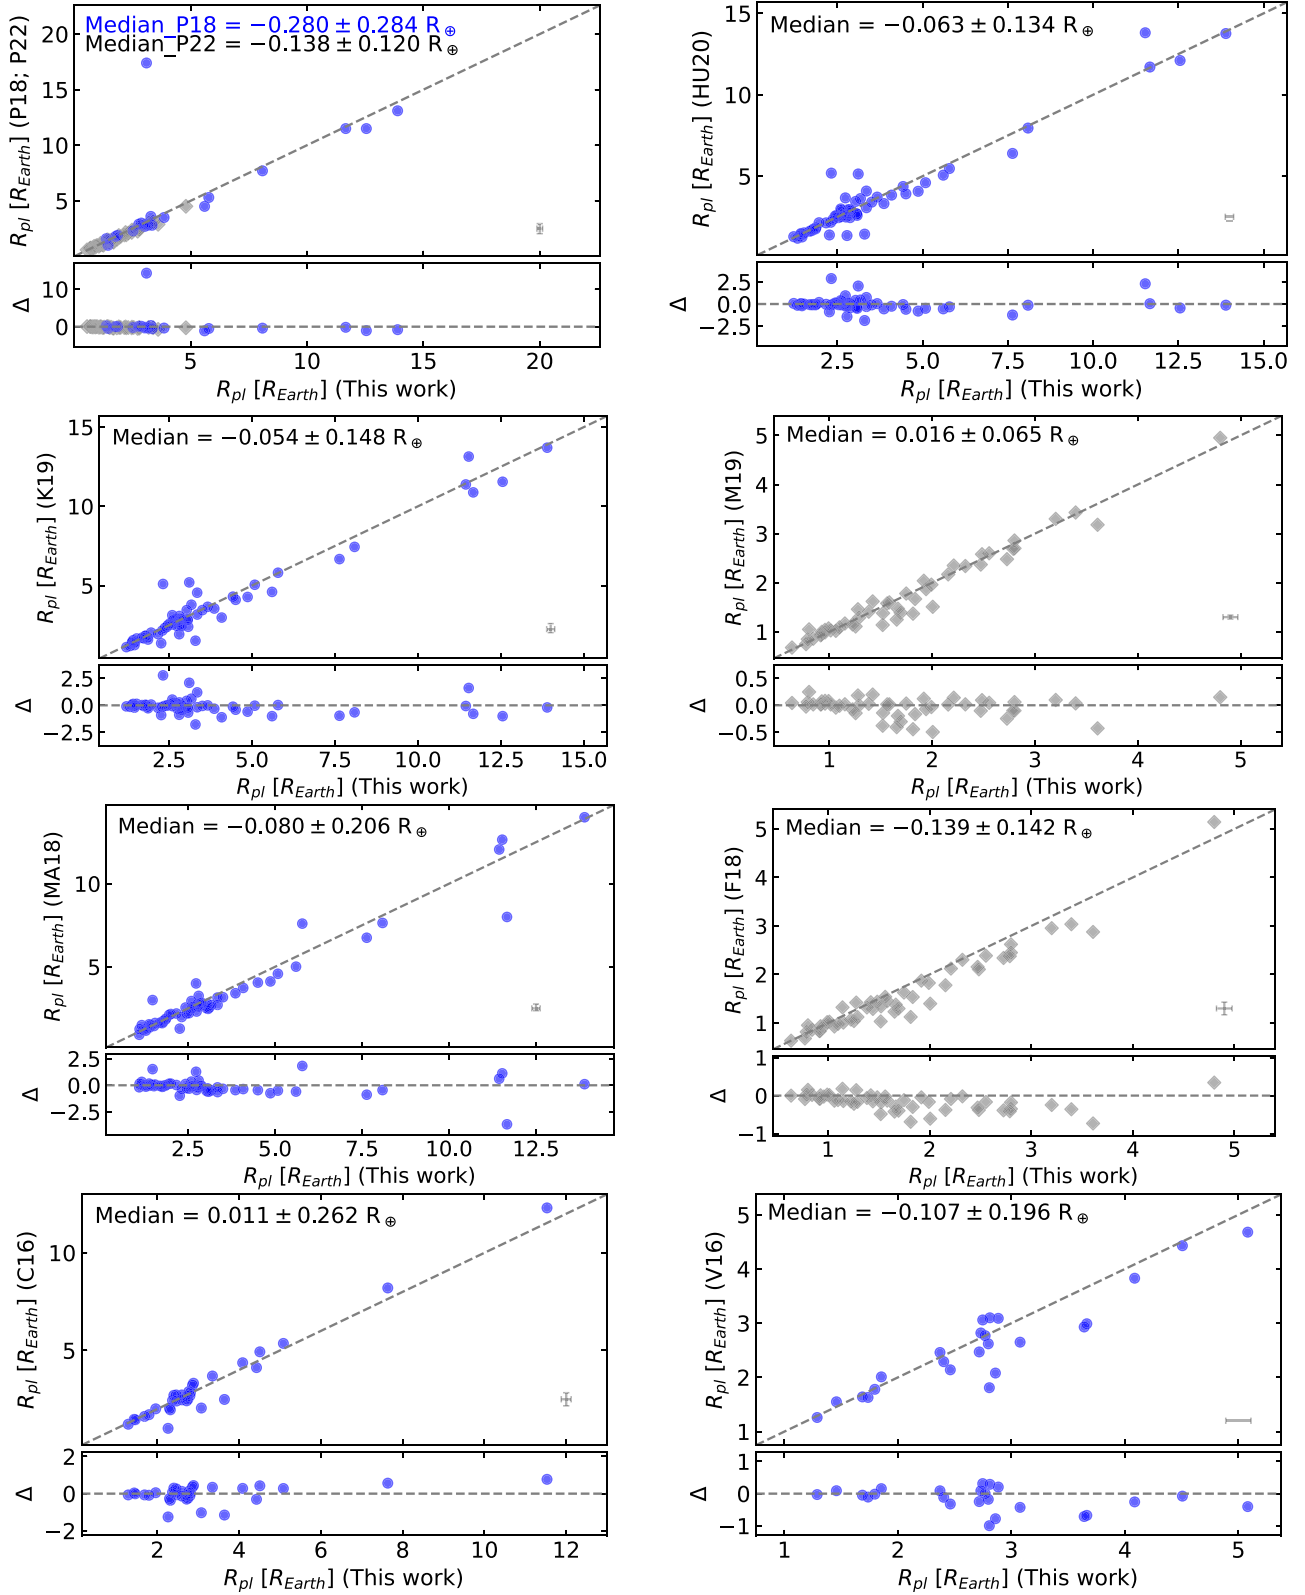 Median_P18 = −0.280 ± 0.284 R⊕
Median_P22 = −0.138 ± 0.120 R⊕
R_pl [R_Earth] (P18; P22)
20
15
10
5
Δ
10
0
5
10
15
20
R_pl [R_Earth] (This work)
Median = −0.063 ± 0.134 R⊕
R_pl [R_Earth] (HU20)
15
10
5
Δ
2.5
0.0
−2.5
2.5
5.0
7.5
10.0
12.5
15.0
R_pl [R_Earth] (This work)
Median = −0.054 ± 0.148 R⊕
R_pl [R_Earth] (K19)
15
10
5
Δ
2.5
0.0
−2.5
2.5
5.0
7.5
10.0
12.5
15.0
R_pl [R_Earth] (This work)
Median = 0.016 ± 0.065 R⊕
R_pl [R_Earth] (M19)
5
4
3
2
1
Δ
0.5
0.0
−0.5
1
2
3
4
5
R_pl [R_Earth] (This work)
Median = −0.080 ± 0.206 R⊕
R_pl [R_Earth] (MA18)
10
5
Δ
2.5
0.0
−2.5
2.5
5.0
7.5
10.0
12.5
R_pl [R_Earth] (This work)
Median = −0.139 ± 0.142 R⊕
R_pl [R_Earth] (F18)
5
4
3
2
1
Δ
1
0
−1
1
2
3
4
5
R_pl [R_Earth] (This work)
Median = 0.011 ± 0.262 R⊕
R_pl [R_Earth] (C16)
10
5
Δ
2
0
−2
2
4
6
8
10
12
R_pl [R_Earth] (This work)
Median = −0.107 ± 0.196 R⊕
R_pl [R_Earth] (V16)
5
4
3
2
1
Δ
1
0
−1
1
2
3
4
5
R_pl [R_Earth] (This work)